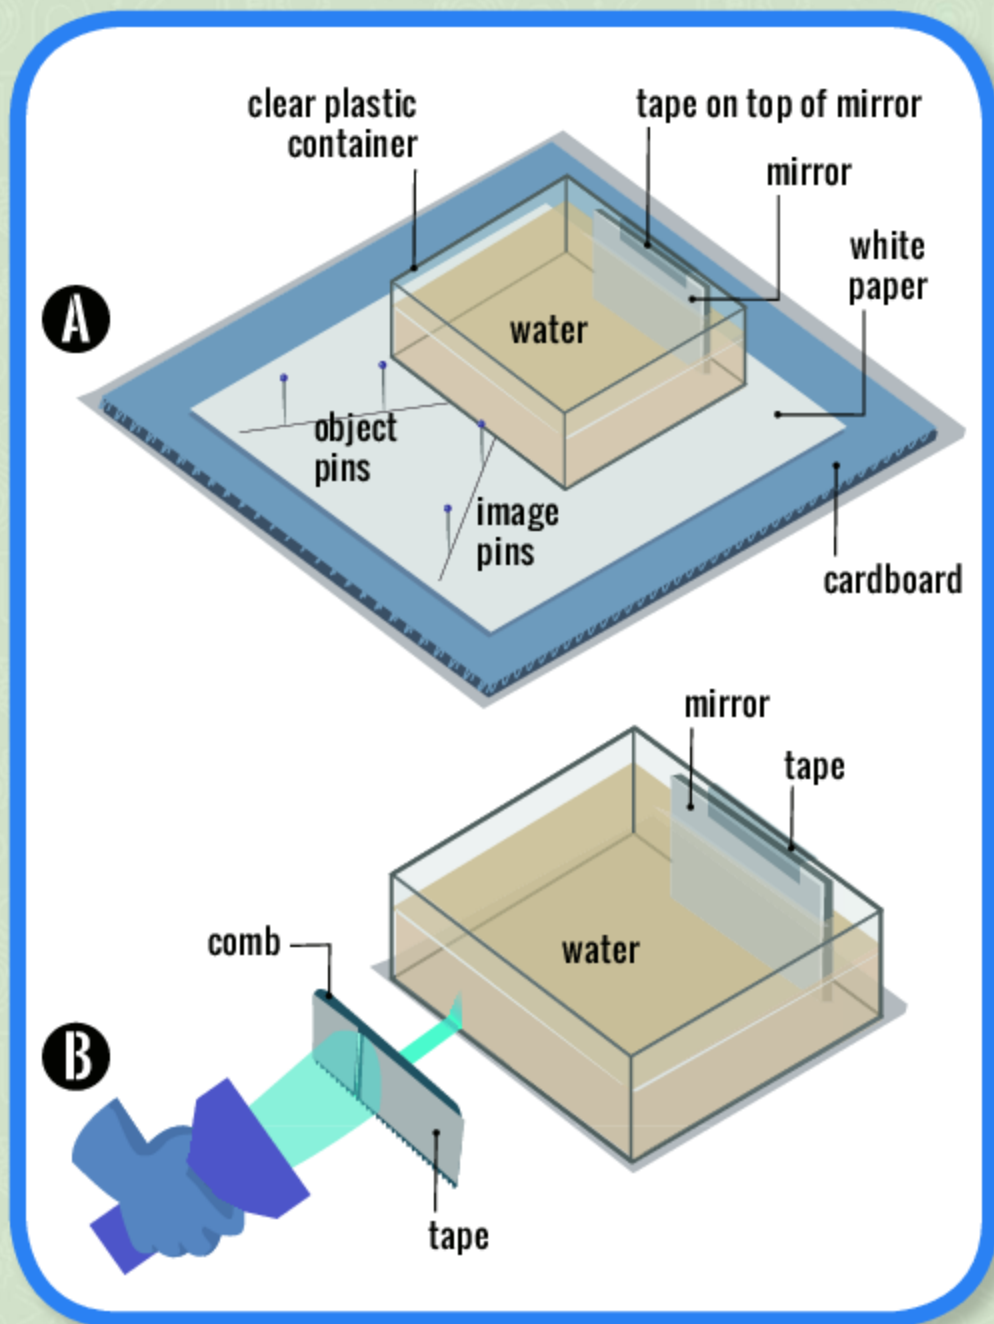 clear plastic
container
tape on top of mirror
mirror
white
paper
A
water
object
pins
image
pins
cardboard
mirror
tape
comb
water
B
tape